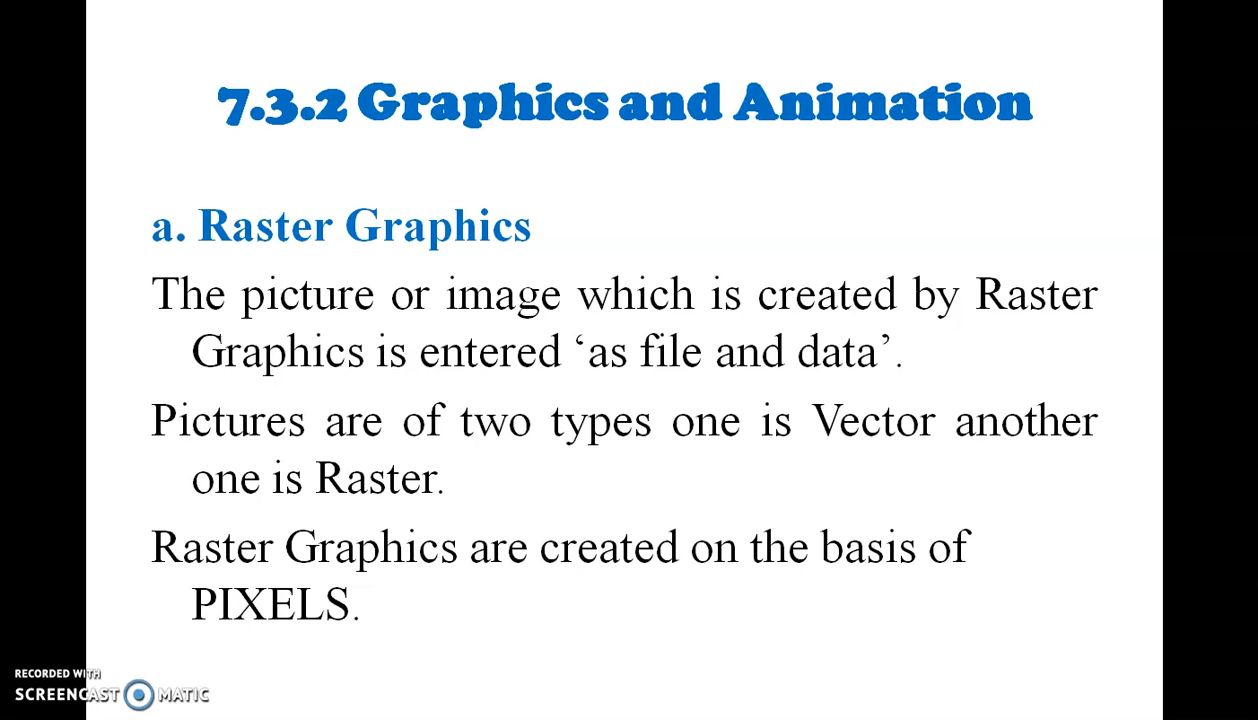 7.3.2 Graphics and Animation
a. Raster Graphics
The picture or image which is created by Raster
Graphics is entered ‘as file and data’.
Pictures are of two types one is Vector another
one is Raster.
Raster Graphics are created on the basis of
PIXELS.
RECORDED WITH
SCREENCAST MATIC